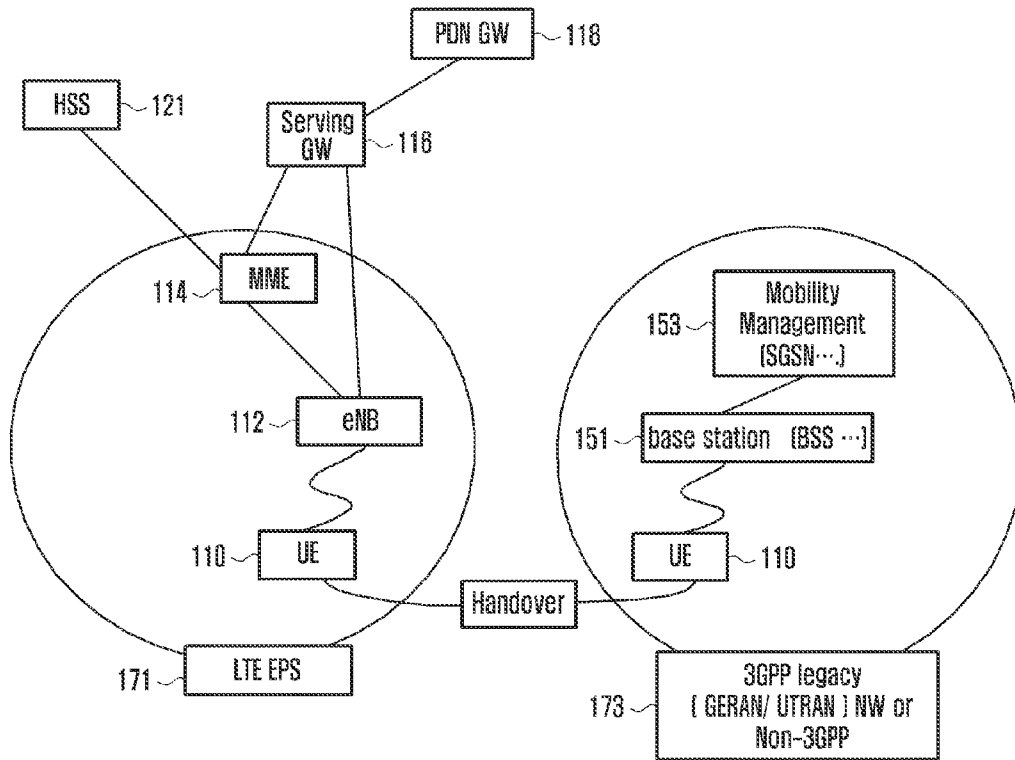 PDN GW
118
HSS
121
Serving
GW
116
MME
114
Mobility
Management
(SGSN···.)
153
eNB
112
base station (BSS ···)
151
UE
110
UE
110
Handover
LTE EPS
171
3GPP legacy
( GERAN/ UTRAN ) NW or
Non-3GPP
173